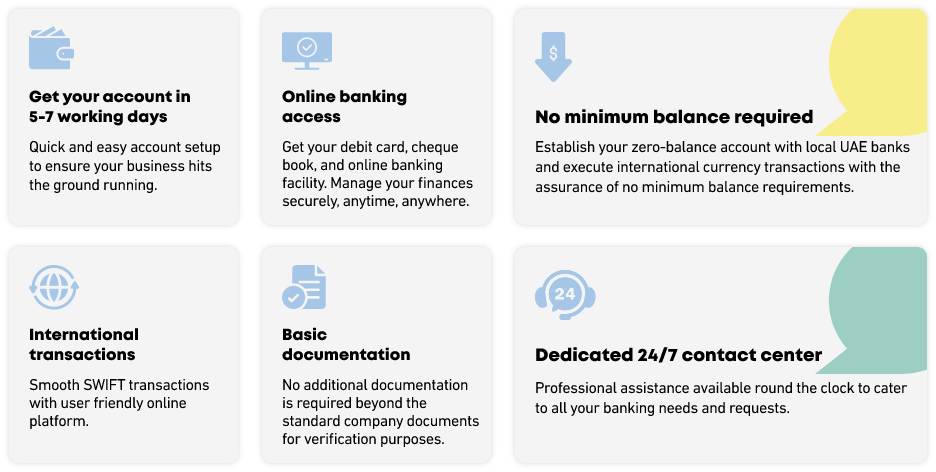 Get your account in
5-7 working days
Quick and easy account setup
to ensure your business hits
the ground running.
Online banking
access
Get your debit card, cheque
book, and online banking
facility. Manage your finances
securely, anytime, anywhere.
$
No minimum balance required
Establish your zero-balance account with local UAE banks
and execute international currency transactions with the
assurance of no minimum balance requirements.
International
transactions
Smooth SWIFT transactions
with user friendly online
platform.
Basic
documentation
No additional documentation
is required beyond the
standard company documents
for verification purposes.
24
Dedicated 24/7 contact center
Professional assistance available round the clock to cater
to all your banking needs and requests.